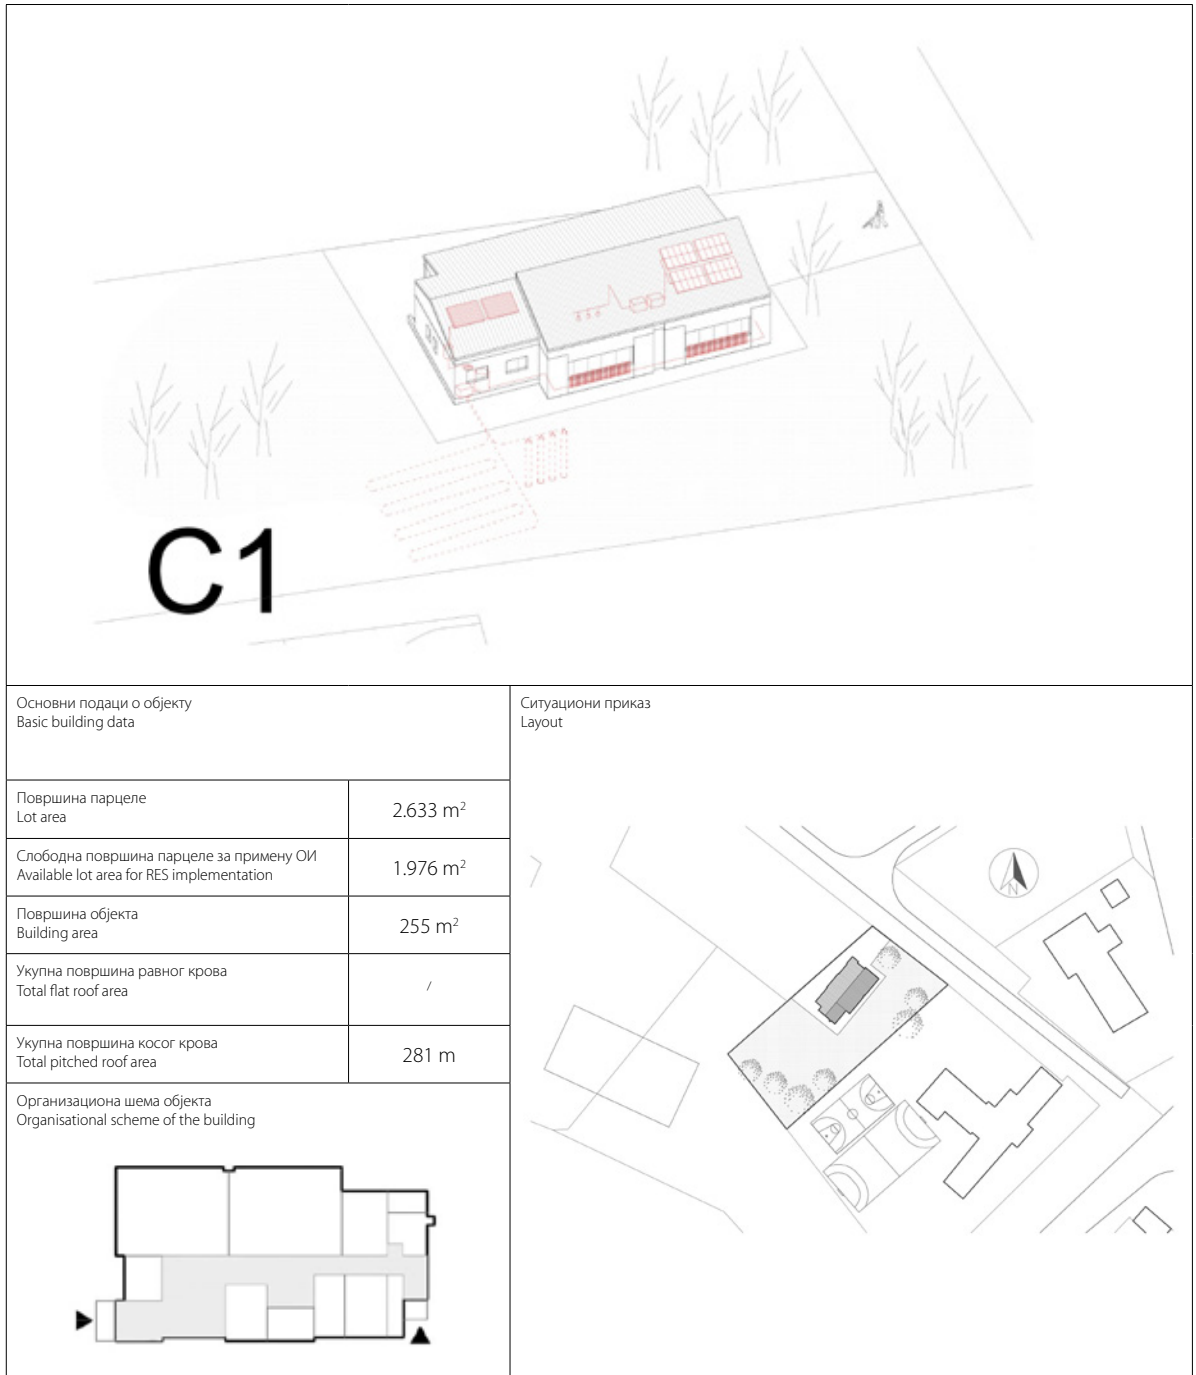 C1
Основни подаци о објекту
Basic building data
Површина парцеле
Lot area
2.633 m²
Слободна површина парцеле за примену ОИ
Available lot area for RES implementation
1.976 m²
Површина објекта
Building area
255 m²
Укупна површина равног крова
Total flat roof area
/
Укупна површина косог крова
Total pitched roof area
281 m
Организациона шема објекта
Organisational scheme of the building
Ситуациони приказ
Layout
N